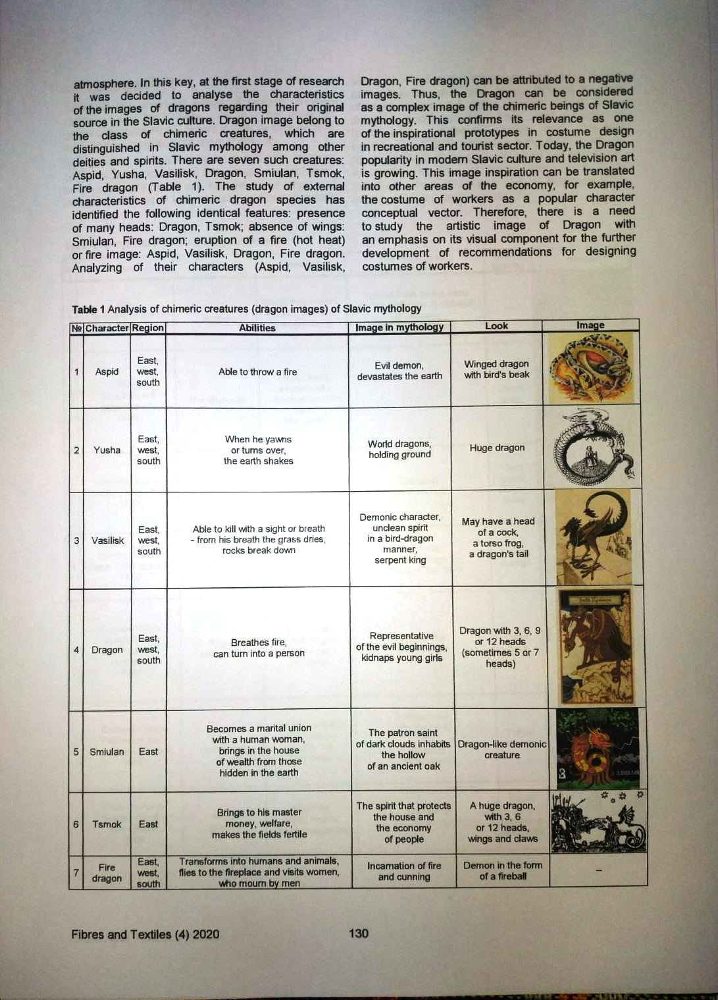 atmosphere. In this key, at the first stage of research
it was decided to analyse the characteristics
of the images of dragons regarding their original
source in the Slavic culture. Dragon image belong to
the class of chimeric creatures, which are
distinguished in Slavic mythology among other
deities and spirits. There are seven such creatures:
Aspid, Yusha, Vasilisk, Dragon, Smiulan, Tsmok,
Fire dragon (Table 1). The study of external
characteristics of chimeric dragon species has
identified the following identical features: presence
of many heads: Dragon, Tsmok; absence of wings:
Smiulan, Fire dragon; eruption of a fire (hot heat)
or fire image: Aspid, Vasilisk, Dragon, Fire dragon.
Analyzing of their characters (Aspid, Vasilisk,
Dragon, Fire dragon) can be attributed to a negative
images. Thus, the Dragon can be considered
as a complex image of the chimeric beings of Slavic
mythology. This confirms its relevance as one
of the inspirational prototypes in costume design
in recreational and tourist sector. Today, the Dragon
popularity in modern Slavic culture and television art
is growing. This image inspiration can be translated
into other areas of the economy, for example,
the costume of workers as a popular character
conceptual vector. Therefore, there is a need
to study the artistic image of Dragon with
an emphasis on its visual component for the further
development of recommendations for designing
costumes of workers.
Table 1 Analysis of chimeric creatures (dragon images) of Slavic mythology
№ Character Region Abilities Image in mythology Look Image
1
Aspid
East,
west,
south
Able to throw a fire
Evil demon,
devastates the earth
Winged dragon
with bird's beak
2
Yusha
East,
west,
south
When he yawns
or turns over,
the earth shakes
World dragons,
holding ground
Huge dragon
3
Vasilisk
East,
west,
south
Able to kill with a sight or breath
- from his breath the grass dries,
rocks break down
Demonic character,
unclean spirit
in a bird-dragon
manner,
serpent king
May have a head
of a cock,
a torso frog,
a dragon's tail
4
Dragon
East,
west,
south
Breathes fire,
can turn into a person
Representative
of the evil beginnings,
kidnaps young girls
Dragon with 3, 6, 9
or 12 heads
(sometimes 5 or 7
heads)
5
Smiulan
East
Becomes a marital union
with a human woman,
brings in the house
of wealth from those
hidden in the earth
The patron saint
of dark clouds inhabits
the hollow
of an ancient oak
Dragon-like demonic
creature
6
Tsmok
East
Brings to his master
money, welfare,
makes the fields fertile
The spirit that protects
the house and
the economy
of people
A huge dragon,
with 3, 6
or 12 heads,
wings and claws
7
Fire
dragon
East,
west,
south
Transforms into humans and animals,
flies to the fireplace and visits women,
who mourn by men
Incarnation of fire
and cunning
Demon in the form
of a fireball
–
Fibres and Textiles (4) 2020
130